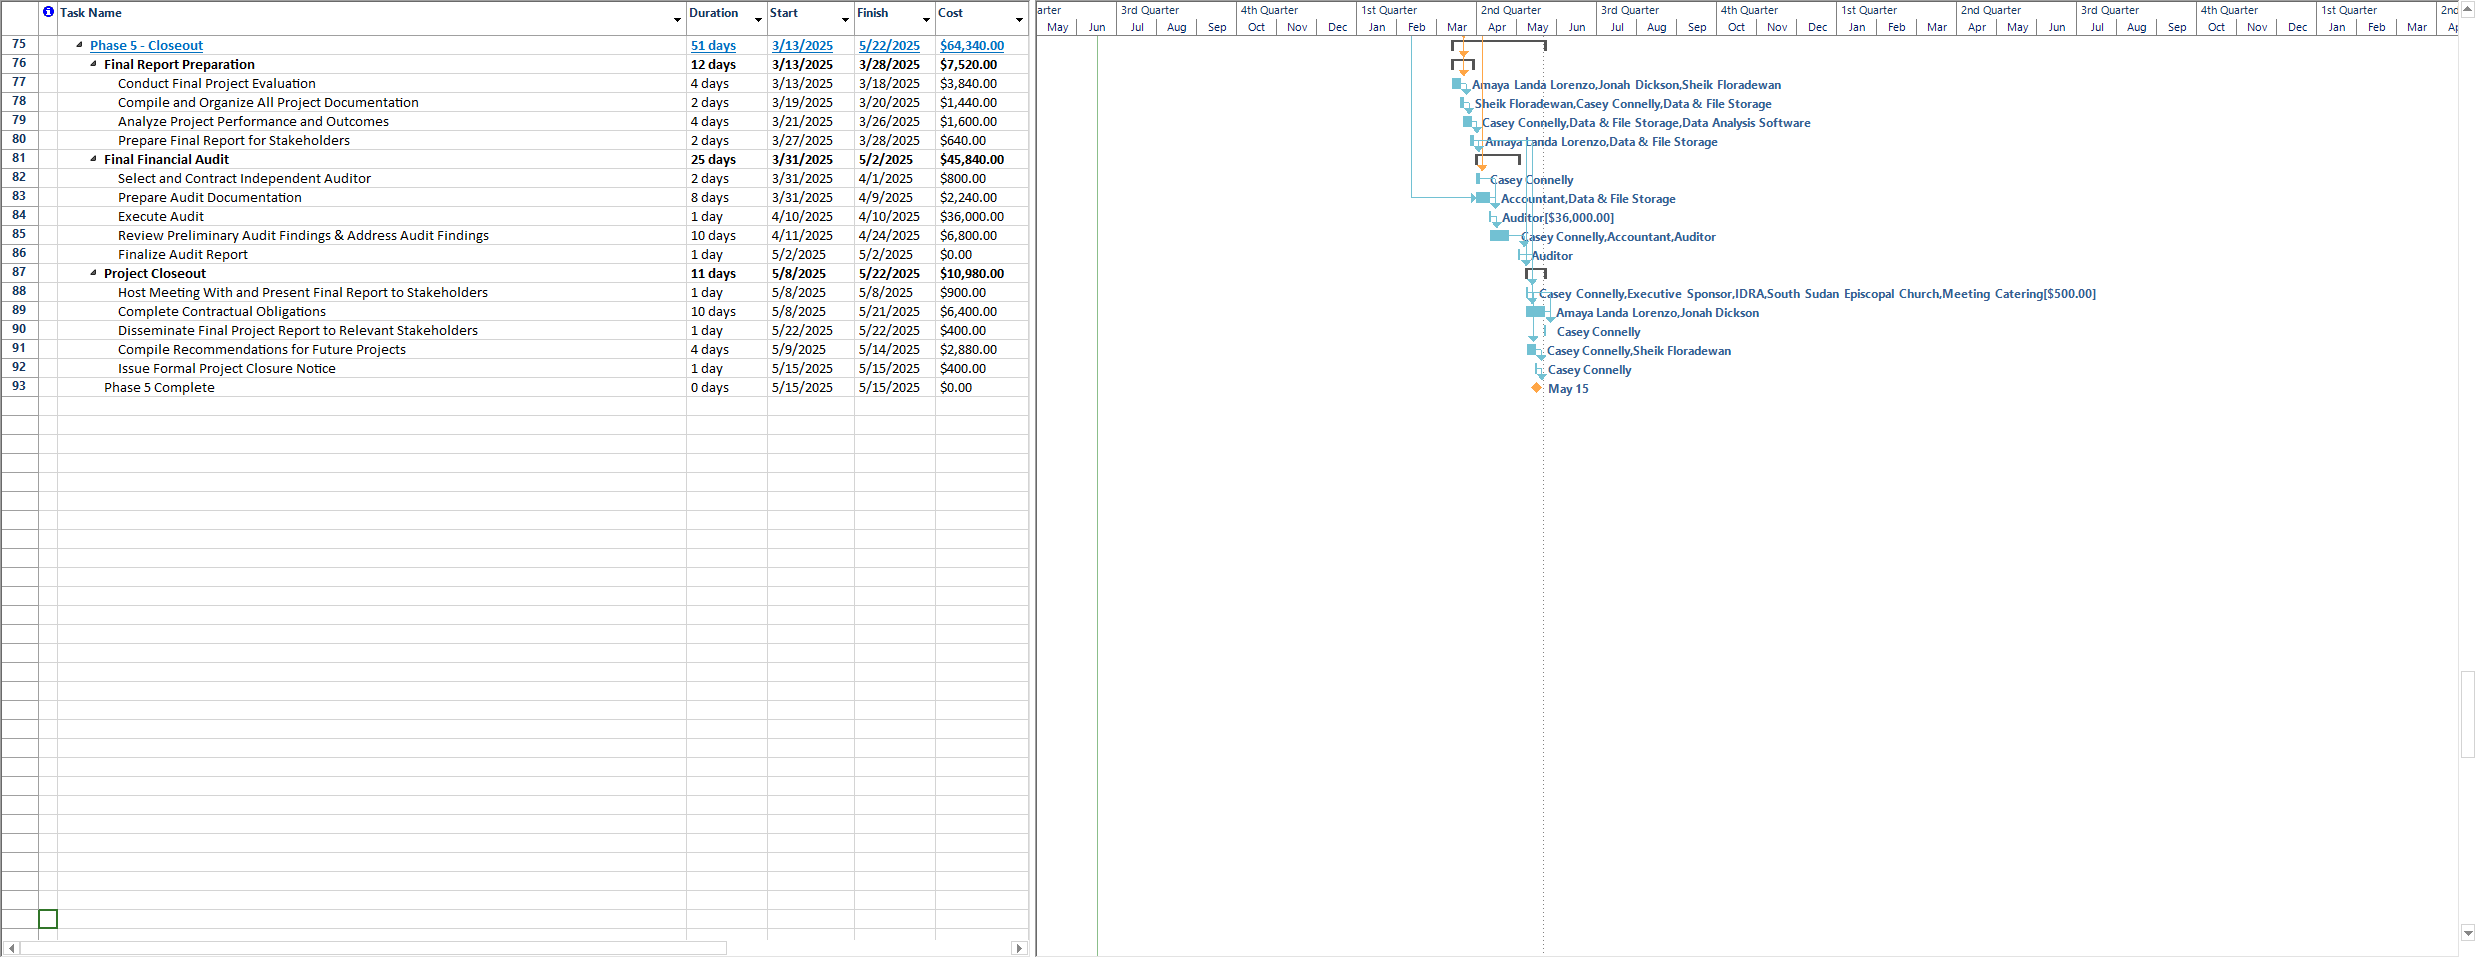 Task Name Duration Start Finish Cost
75 Phase 5 - Closeout 51 days 3/13/2025 5/22/2025 $64,340.00
76 Final Report Preparation 12 days 3/13/2025 3/28/2025 $7,520.00
77 Conduct Final Project Evaluation 4 days 3/13/2025 3/18/2025 $3,840.00
78 Compile and Organize All Project Documentation 2 days 3/19/2025 3/20/2025 $1,440.00
79 Analyze Project Performance and Outcomes 4 days 3/21/2025 3/26/2025 $1,600.00
80 Prepare Final Report for Stakeholders 2 days 3/27/2025 3/28/2025 $640.00
81 Final Financial Audit 25 days 3/31/2025 5/2/2025 $45,840.00
82 Select and Contract Independent Auditor 2 days 3/31/2025 4/1/2025 $800.00
83 Prepare Audit Documentation 8 days 3/31/2025 4/9/2025 $2,240.00
84 Execute Audit 1 day 4/10/2025 4/10/2025 $36,000.00
85 Review Preliminary Audit Findings & Address Audit Findings 10 days 4/11/2025 4/24/2025 $6,800.00
86 Finalize Audit Report 1 day 5/2/2025 5/2/2025 $0.00
87 Project Closeout 11 days 5/8/2025 5/22/2025 $10,980.00
88 Host Meeting With and Present Final Report to Stakeholders 1 day 5/8/2025 5/8/2025 $900.00
89 Complete Contractual Obligations 10 days 5/8/2025 5/21/2025 $6,400.00
90 Disseminate Final Project Report to Relevant Stakeholders 1 day 5/22/2025 5/22/2025 $400.00
91 Compile Recommendations for Future Projects 4 days 5/9/2025 5/14/2025 $2,880.00
92 Issue Formal Project Closure Notice 1 day 5/15/2025 5/15/2025 $400.00
93 Phase 5 Complete 0 days 5/15/2025 5/15/2025 $0.00
arter 3rd Quarter 4th Quarter 1st Quarter 2nd Quarter 3rd Quarter 4th Quarter 1st Quarter 2nd Quarter 3rd Quarter 4th Quarter 1st Quarter 2nd
May Jun Jul Aug Sep Oct Nov Dec Jan Feb Mar Apr May Jun Jul Aug Sep Oct Nov Dec Jan Feb Mar Apr May Jun Jul Aug Sep Oct Nov Dec Jan Feb Mar
Amaya Landa Lorenzo,Jonah Dickson,Sheik Floradewan
Sheik Floradewan,Casey Connelly,Data & File Storage
Casey Connelly,Data & File Storage,Data Analysis Software
Amaya Landa Lorenzo,Data & File Storage
Casey Connelly
Accountant,Data & File Storage
Auditor[$36,000.00]
Casey Connelly,Accountant,Auditor
Auditor
Casey Connelly,Executive Sponsor,IDRA,South Sudan Episcopal Church,Meeting Catering[$500.00]
Amaya Landa Lorenzo,Jonah Dickson
Casey Connelly
Casey Connelly,Sheik Floradewan
Casey Connelly
May 15